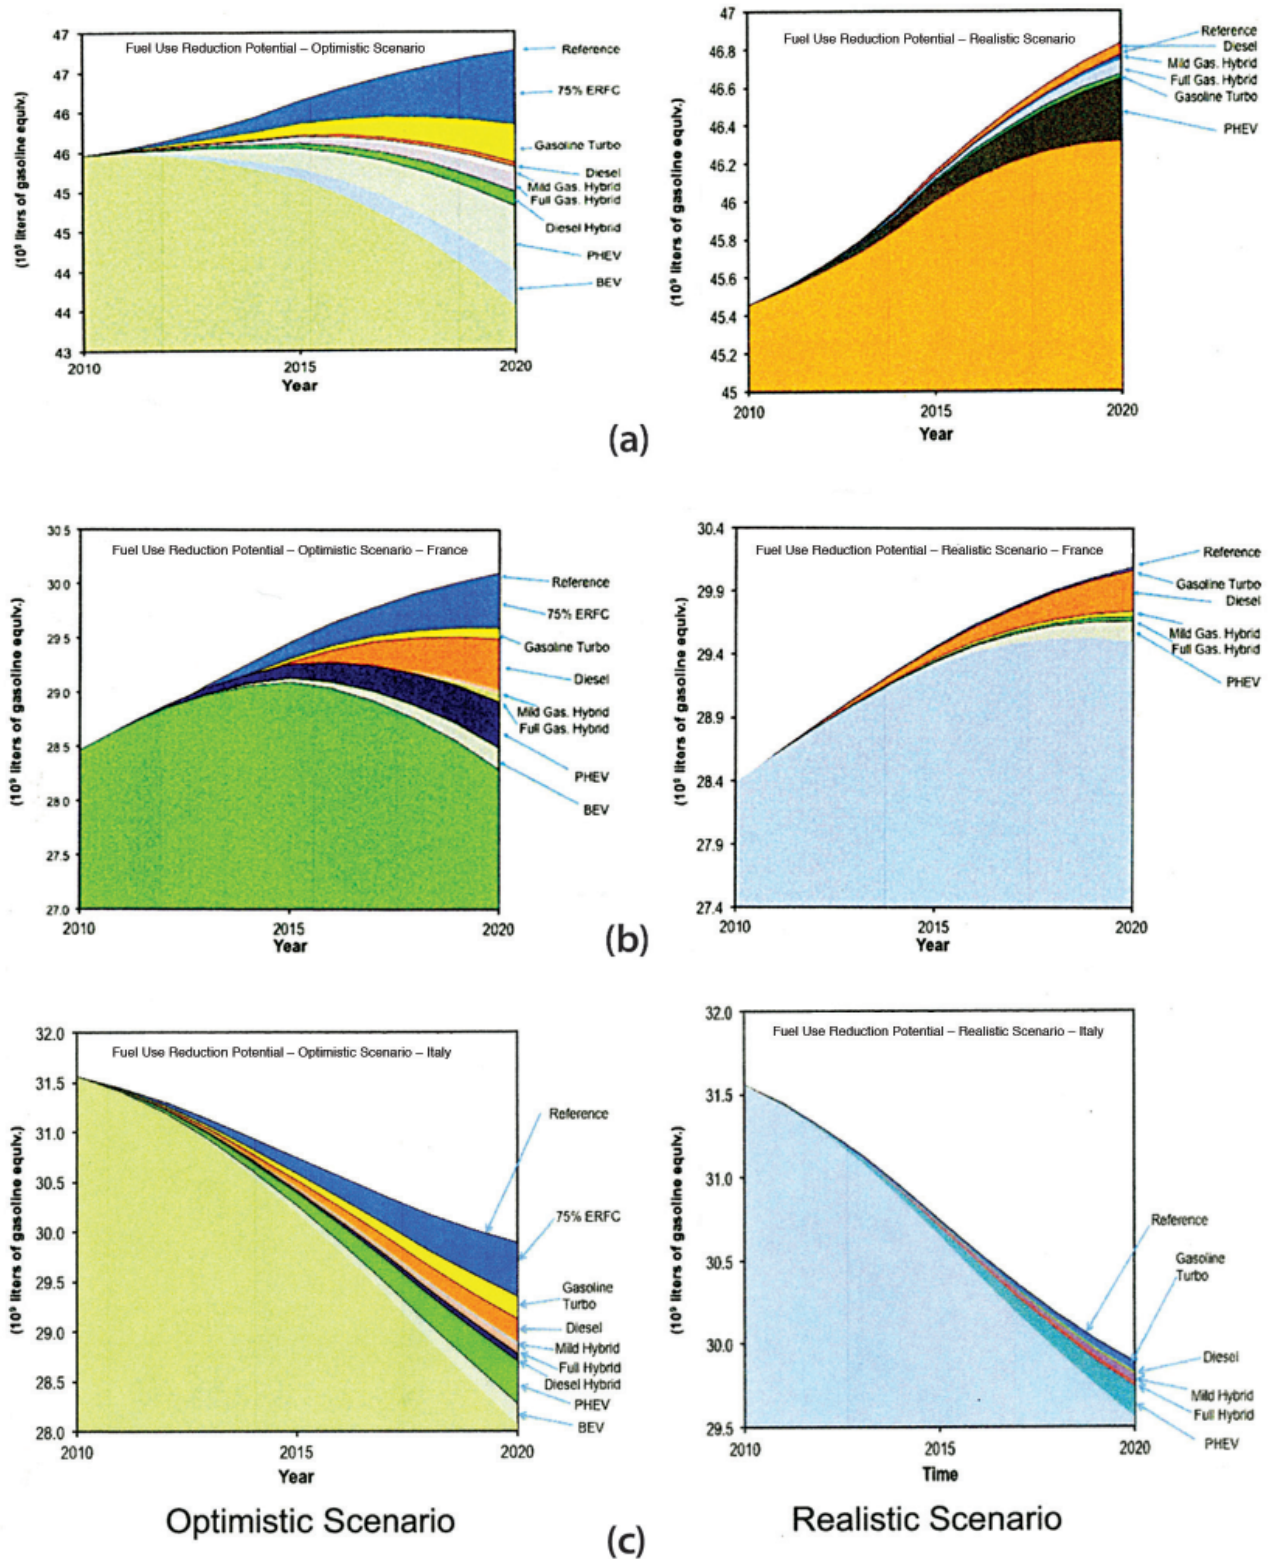 Fuel Use Reduction Potential – Optimistic Scenario
(10⁹ liters of gasoline equiv.)
47
47
46
46
45
45
44
44
43
2010
2015
2020
Year
Reference
75% ERFC
Gasoline Turbo
Diesel
Mild Gas. Hybrid
Full Gas. Hybrid
Diesel Hybrid
PHEV
BEV
Fuel Use Reduction Potential – Realistic Scenario
(10⁹ liters of gasoline equiv.)
47
46.8
46.6
46.4
46.2
46
45.8
45.6
45.4
45.2
45
2010
2015
2020
Year
Reference
Diesel
Mild Gas. Hybrid
Full Gas. Hybrid
Gasoline Turbo
PHEV
(a)
Fuel Use Reduction Potential – Optimistic Scenario – France
(10⁹ liters of gasoline equiv.)
30.5
30.0
29.5
29.0
28.5
28.0
27.5
27.0
2010
2015
2020
Year
Reference
75% ERFC
Gasoline Turbo
Diesel
Mild Gas. Hybrid
Full Gas. Hybrid
PHEV
BEV
Fuel Use Reduction Potential – Realistic Scenario – France
(10⁹ liters of gasoline equiv.)
30.4
29.9
29.4
28.9
28.4
27.9
27.4
2010
2015
2020
Year
Reference
Gasoline Turbo
Diesel
Mild Gas. Hybrid
Full Gas. Hybrid
PHEV
(b)
Fuel Use Reduction Potential – Optimistic Scenario – Italy
(10⁹ liters of gasoline equiv.)
32.0
31.5
31.0
30.5
30.0
29.5
29.0
28.5
28.0
2010
2015
2020
Year
Reference
75% ERFC
Gasoline
Turbo
Diesel
Mild Hybrid
Full Hybrid
Diesel Hybrid
PHEV
BEV
Optimistic Scenario
Fuel Use Reduction Potential – Realistic Scenario – Italy
(10⁹ liters of gasoline equiv.)
32.0
31.5
31.0
30.5
30.0
29.5
2010
2015
2020
Time
Reference
Gasoline
Turbo
Diesel
Mild Hybrid
Full Hybrid
PHEV
Realistic Scenario
(c)